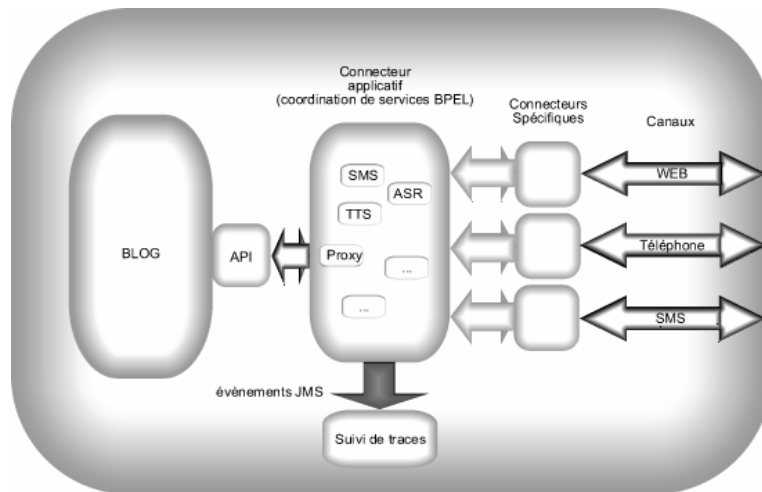 Connecteur
applicatif
(coordination de services BPEL)
Connecteurs
Spécifiques
Canaux
SMS
ASR
TTS
WEB
BLOG
API
Proxy
...
Téléphone
...
SMS
évènements JMS
Suivi de traces